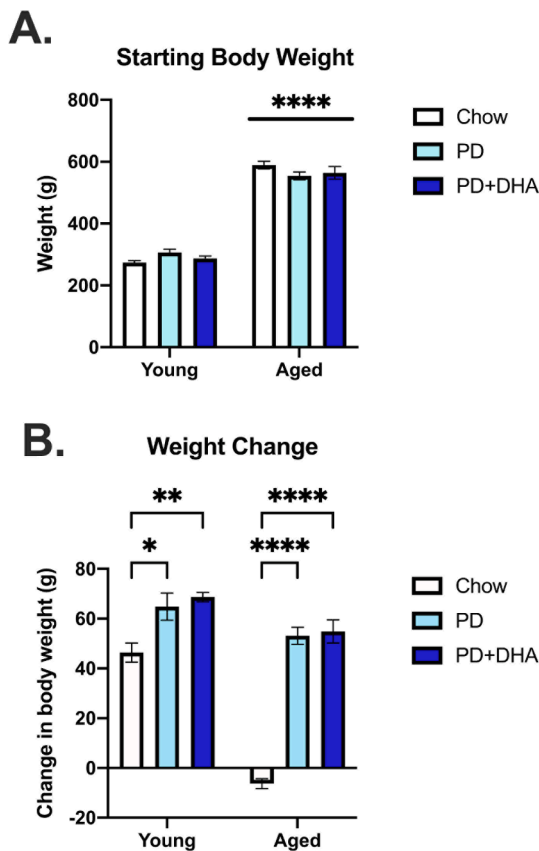 A.
Starting Body Weight
****
Chow
PD
PD+DHA
Weight (g)
800
600
400
200
0
Young Aged
B.
Weight Change
** ****
* ****
Chow
PD
PD+DHA
Change in body weight (g)
80
60
40
20
0
-20
Young Aged